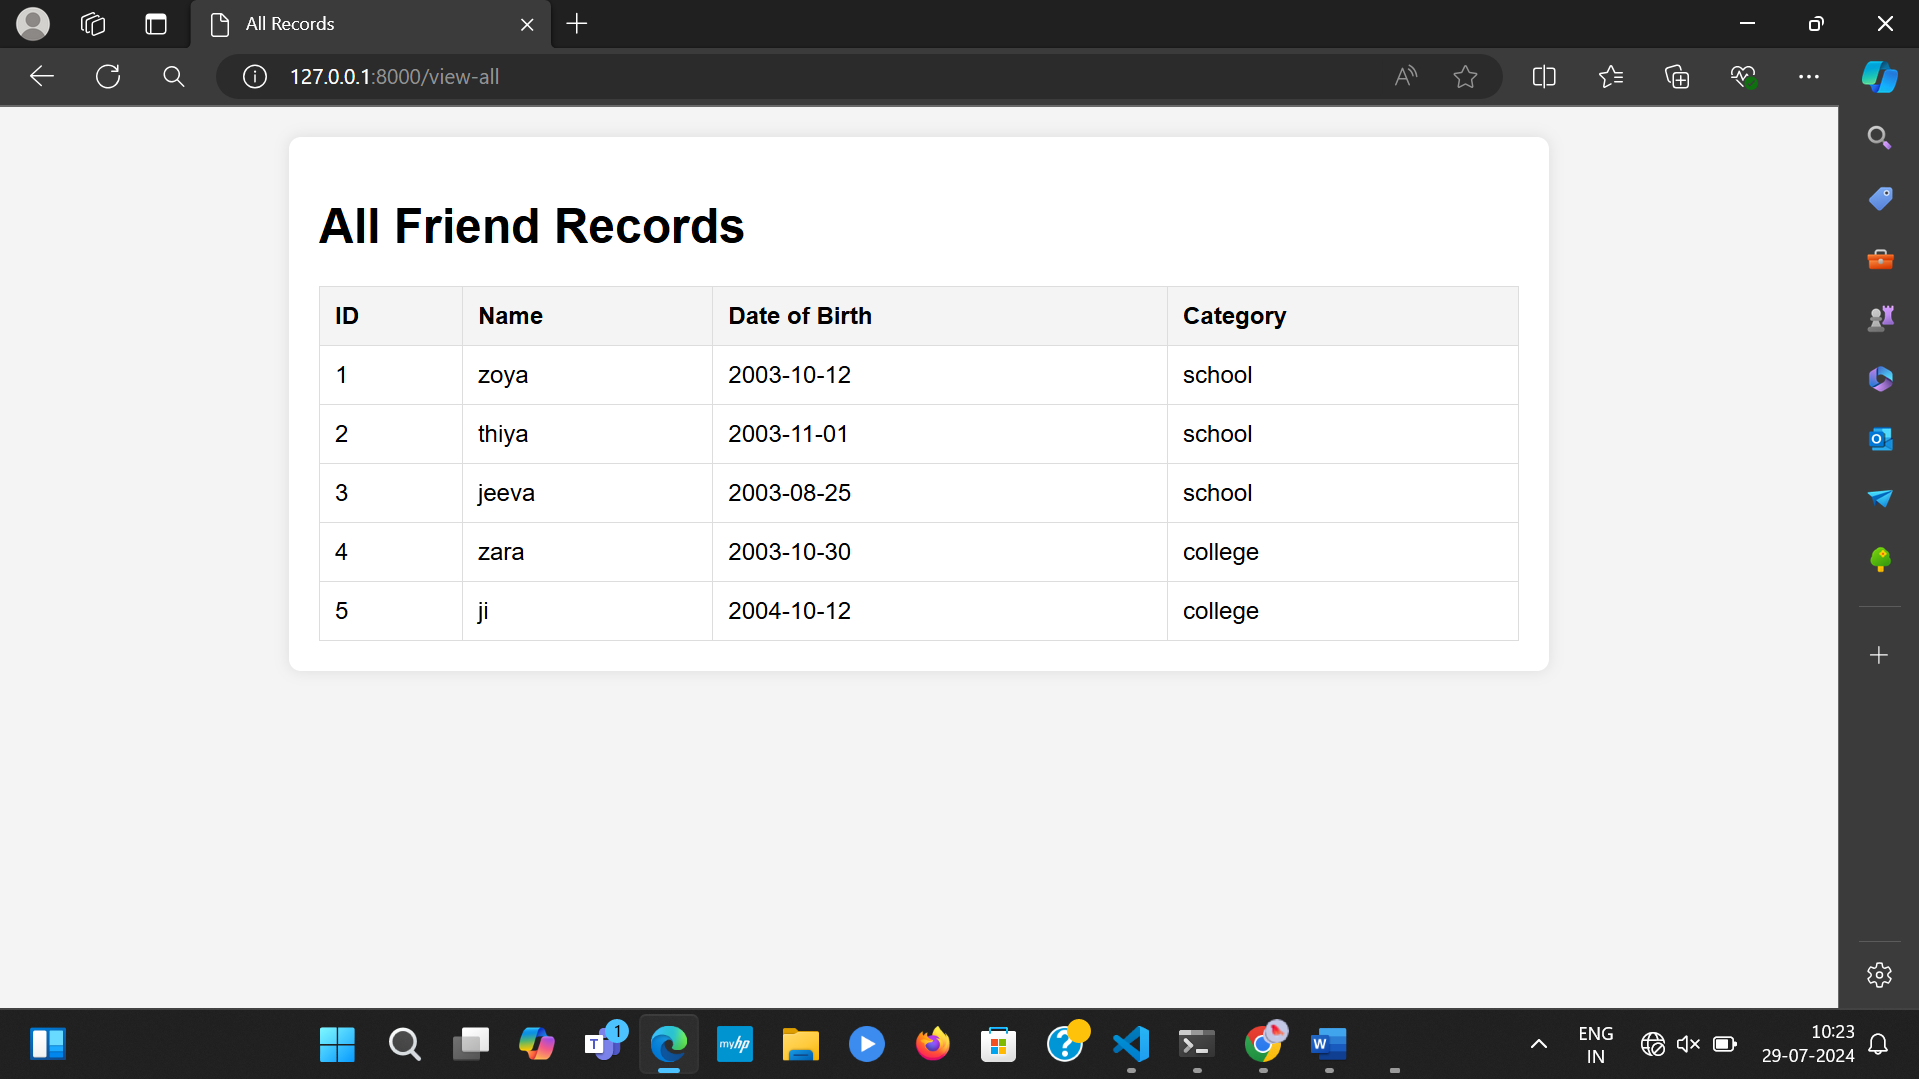 All Records
127.0.0.1:8000/view-all
All Friend Records
ID Name Date of Birth Category
1 zoya 2003-10-12 school
2 thiya 2003-11-01 school
3 jeeva 2003-08-25 school
4 zara 2003-10-30 college
5 ji 2004-10-12 college
T 1 myhp ? W
ENG
IN
10:23
29-07-2024